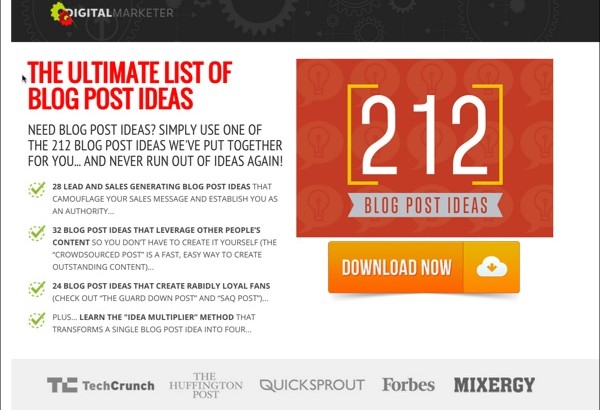 DIGITALMARKETER
THE ULTIMATE LIST OF
BLOG POST IDEAS
NEED BLOG POST IDEAS? SIMPLY USE ONE OF
THE 212 BLOG POST IDEAS WE'VE PUT TOGETHER
FOR YOU... AND NEVER RUN OUT OF IDEAS AGAIN!
28 LEAD AND SALES GENERATING BLOG POST IDEAS THAT
CAMOUFLAGE YOUR SALES MESSAGE AND ESTABLISH YOU AS
AN AUTHORITY...
32 BLOG POST IDEAS THAT LEVERAGE OTHER PEOPLE'S
CONTENT SO YOU DON'T HAVE TO CREATE IT YOURSELF (THE
"CROWDSOURCED POST" IS A FAST, EASY WAY TO CREATE
OUTSTANDING CONTENT)...
24 BLOG POST IDEAS THAT CREATE RABIDLY LOYAL FANS
(CHECK OUT "THE GUARD DOWN POST" AND "SAQ POST")...
PLUS... LEARN THE "IDEA MULTIPLIER" METHOD THAT
TRANSFORMS A SINGLE BLOG POST IDEA INTO FOUR...
212
BLOG POST IDEAS
DOWNLOAD NOW
TC TechCrunch
THE
HUFFINGTON
POST
QUICKSPROUT
Forbes
MIXERGY